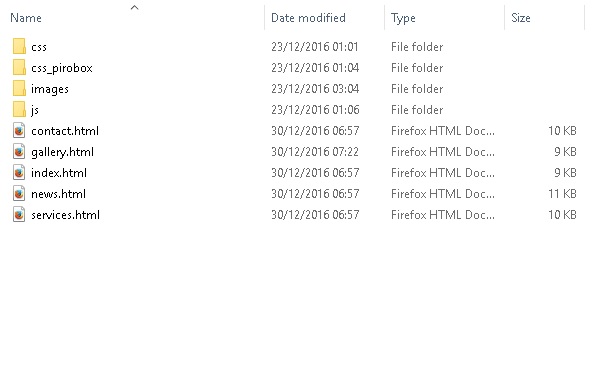 Name Date modified Type Size
css 23/12/2016 01:01 File folder
css_pirobox 23/12/2016 01:04 File folder
images 23/12/2016 03:04 File folder
js 23/12/2016 01:06 File folder
contact.html 30/12/2016 06:57 Firefox HTML Doc... 10 KB
gallery.html 30/12/2016 07:22 Firefox HTML Doc... 9 KB
index.html 30/12/2016 06:57 Firefox HTML Doc... 9 KB
news.html 30/12/2016 06:57 Firefox HTML Doc... 11 KB
services.html 30/12/2016 06:57 Firefox HTML Doc... 10 KB